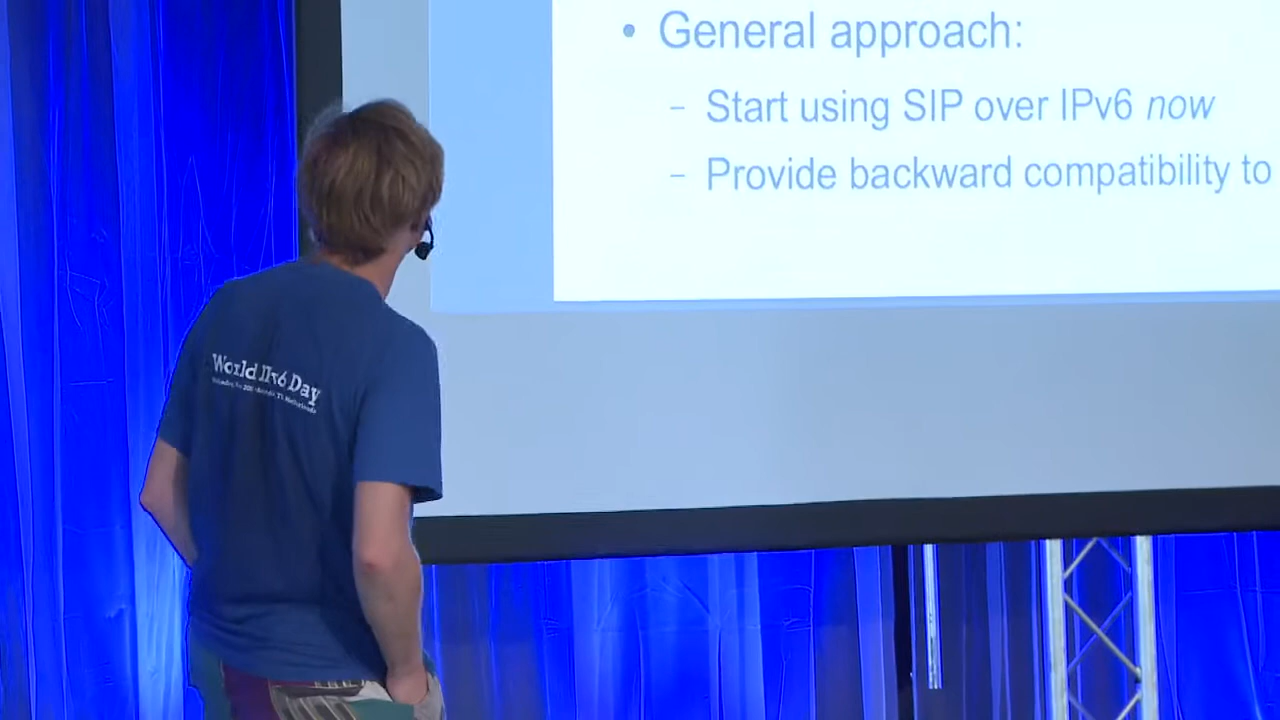 • General approach:
– Start using SIP over IPv6 now
– Provide backward compatibility to
World IPv6 Day